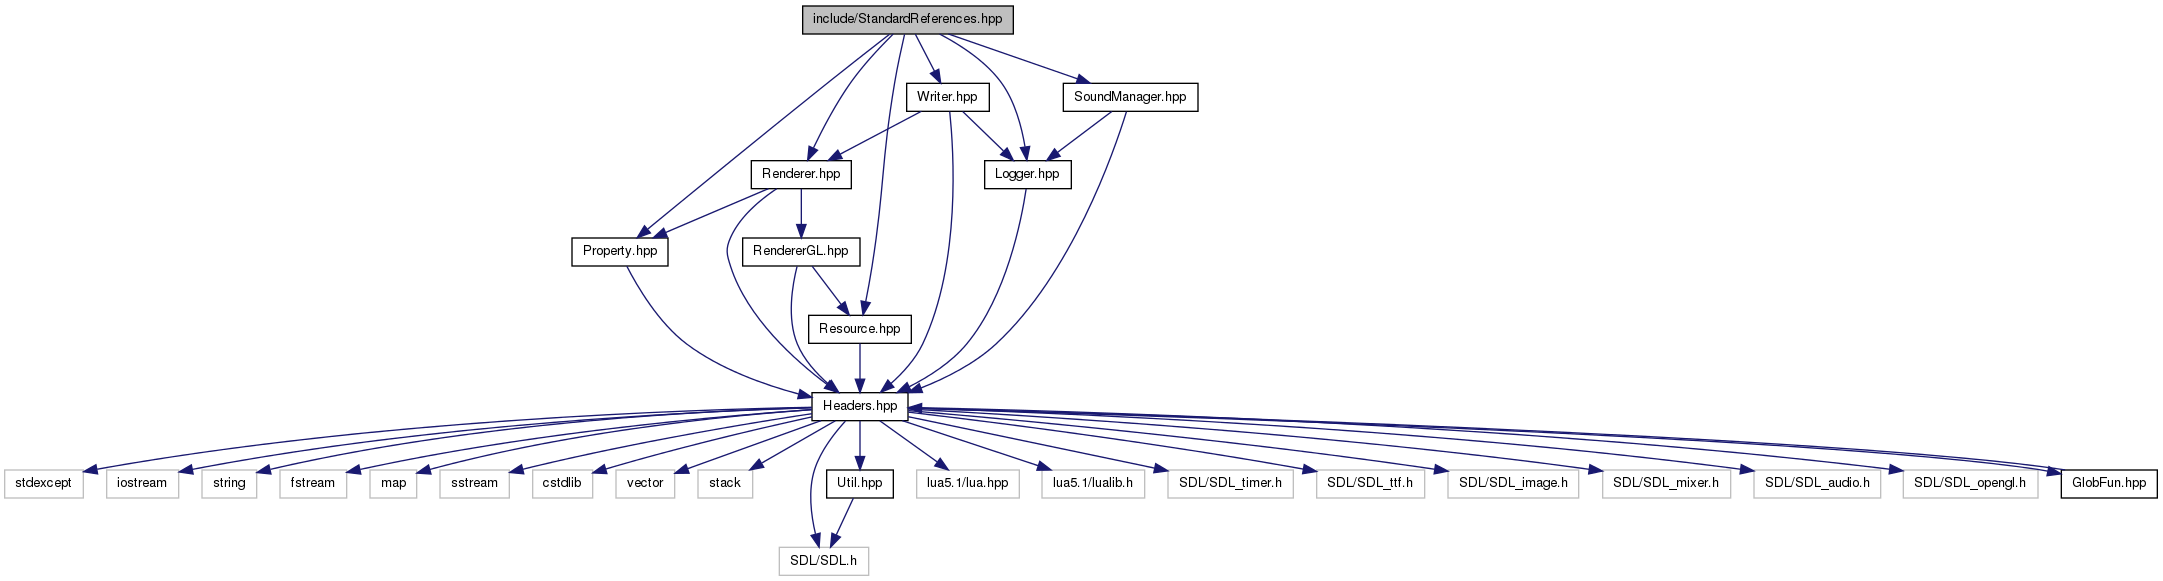 include/StandardReferences.hpp
Writer.hpp
SoundManager.hpp
Renderer.hpp
Logger.hpp
Property.hpp
RendererGL.hpp
Resource.hpp
Headers.hpp
stdexcept
iostream
string
fstream
map
sstream
cstdlib
vector
stack
Util.hpp
lua5.1/lua.hpp
lua5.1/lualib.h
SDL/SDL_timer.h
SDL/SDL_ttf.h
SDL/SDL_image.h
SDL/SDL_mixer.h
SDL/SDL_audio.h
SDL/SDL_opengl.h
GlobFun.hpp
SDL/SDL.h